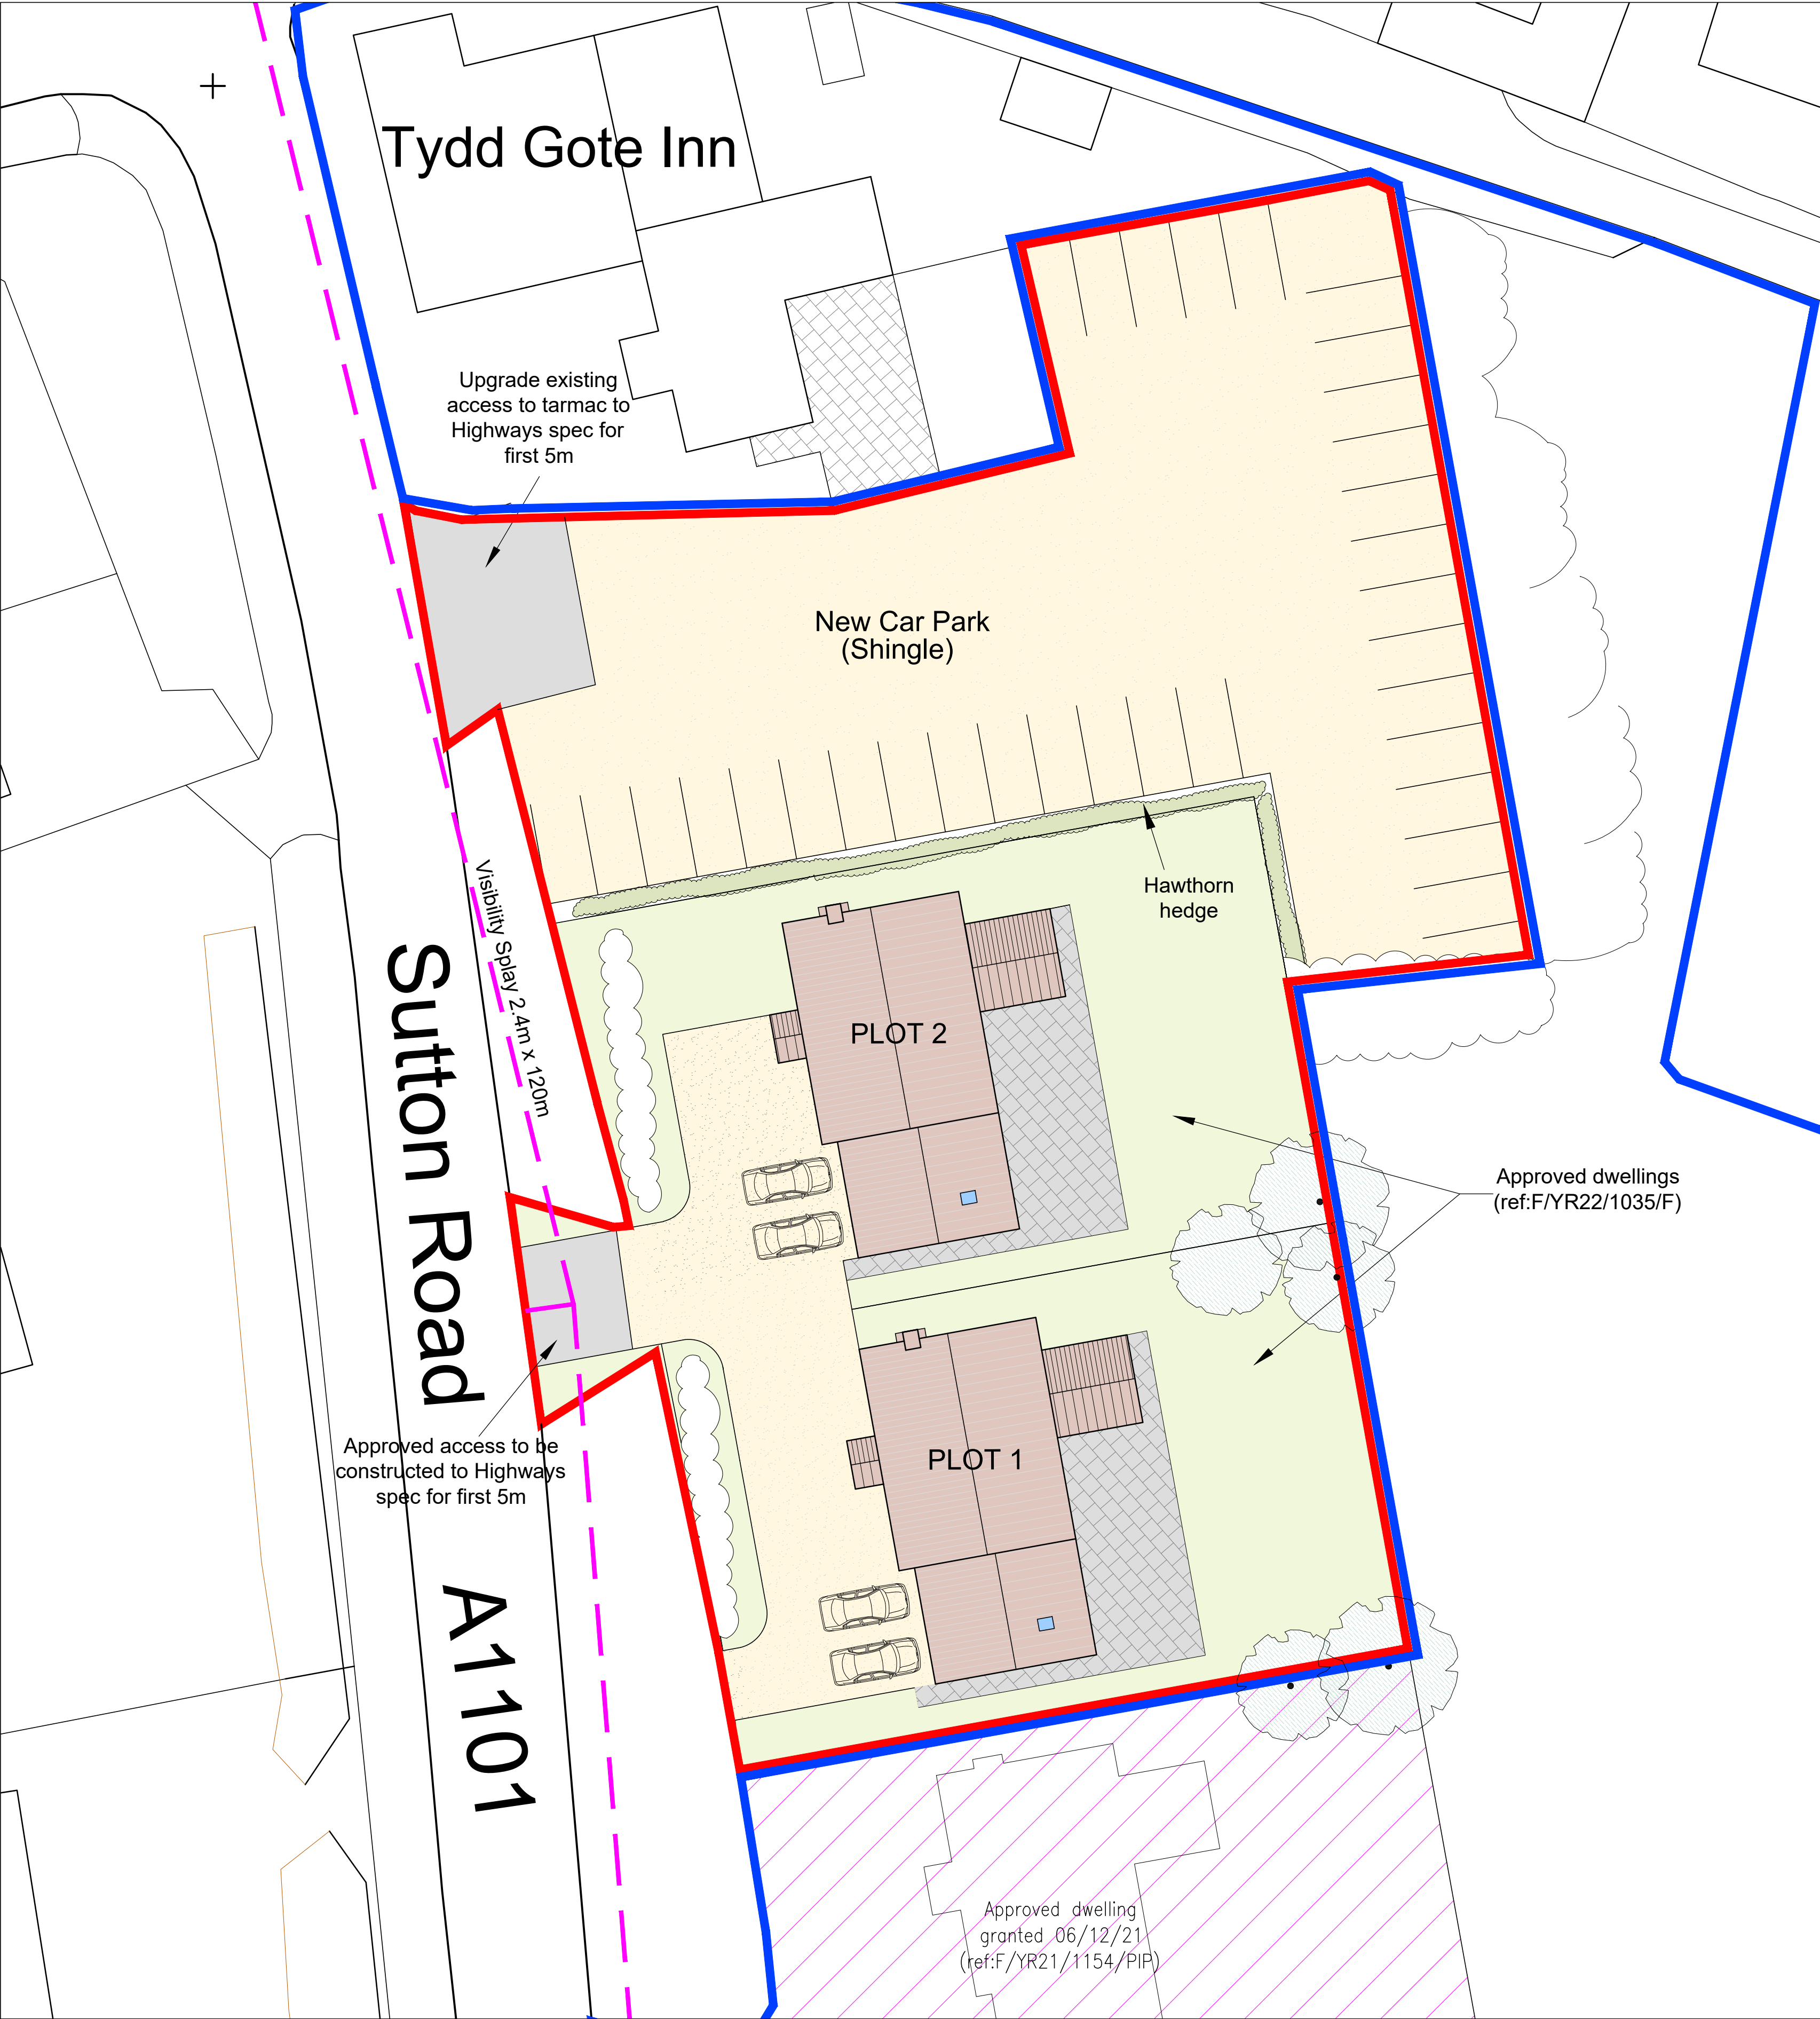 Tydd Gote Inn
Upgrade existing
access to tarmac to
Highways spec for
first 5m
New Car Park
(Shingle)
Hawthorn
hedge
Visibility Splay 2.4m x 120m
Sutton Road
PLOT 2
Approved dwellings
(ref:F/YR22/1035/F)
Approved access to be
constructed to Highways
spec for first 5m
PLOT 1
A1101
Approved dwelling
granted 06/12/21
(ref:F/YR21/1154/PIP)